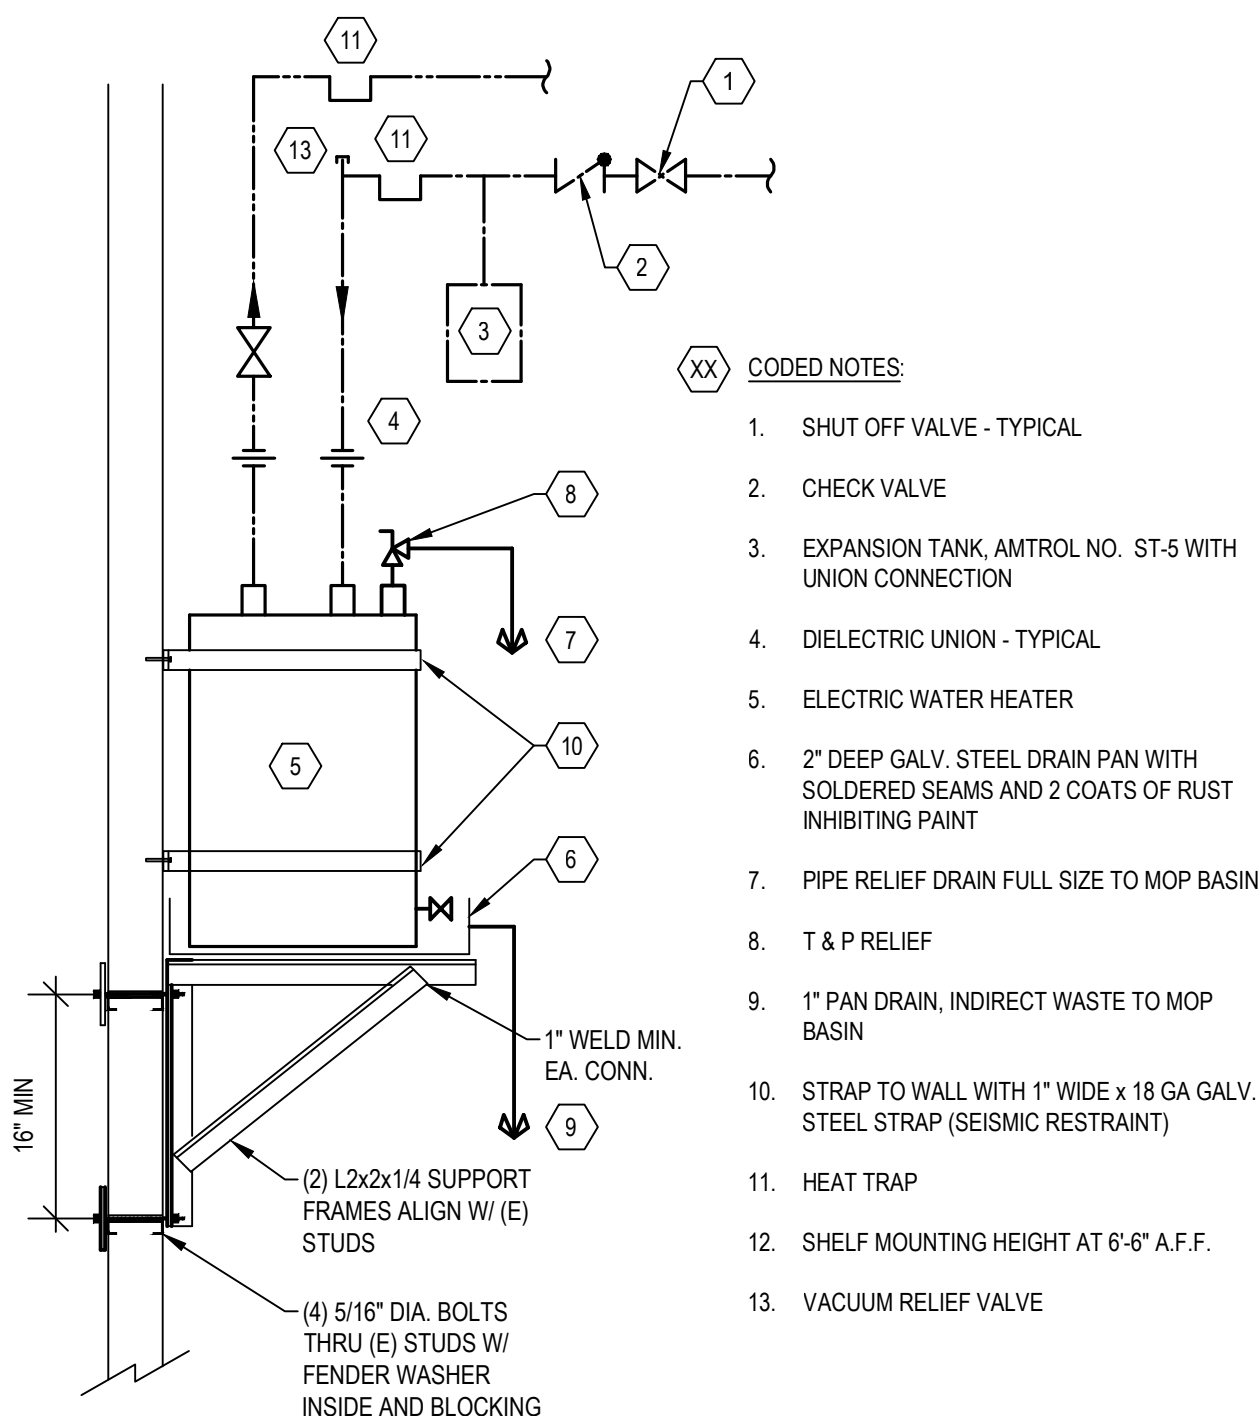 11
1
13
11
2
3
XX CODED NOTES:
4
1. SHUT OFF VALVE - TYPICAL
8
2. CHECK VALVE
3. EXPANSION TANK, AMTROL NO. ST-5 WITH
UNION CONNECTION
7
4. DIELECTRIC UNION - TYPICAL
5. ELECTRIC WATER HEATER
10
5
6. 2" DEEP GALV. STEEL DRAIN PAN WITH
SOLDERED SEAMS AND 2 COATS OF RUST
INHIBITING PAINT
6
7. PIPE RELIEF DRAIN FULL SIZE TO MOP BASIN
8. T & P RELIEF
9. 1" PAN DRAIN, INDIRECT WASTE TO MOP
BASIN
1" WELD MIN.
EA. CONN.
10. STRAP TO WALL WITH 1" WIDE x 18 GA GALV.
STEEL STRAP (SEISMIC RESTRAINT)
16" MIN
9
11. HEAT TRAP
(2) L2x2x1/4 SUPPORT
FRAMES ALIGN W/ (E)
STUDS
12. SHELF MOUNTING HEIGHT AT 6'-6" A.F.F.
13. VACUUM RELIEF VALVE
(4) 5/16" DIA. BOLTS
THRU (E) STUDS W/
FENDER WASHER
INSIDE AND BLOCKING